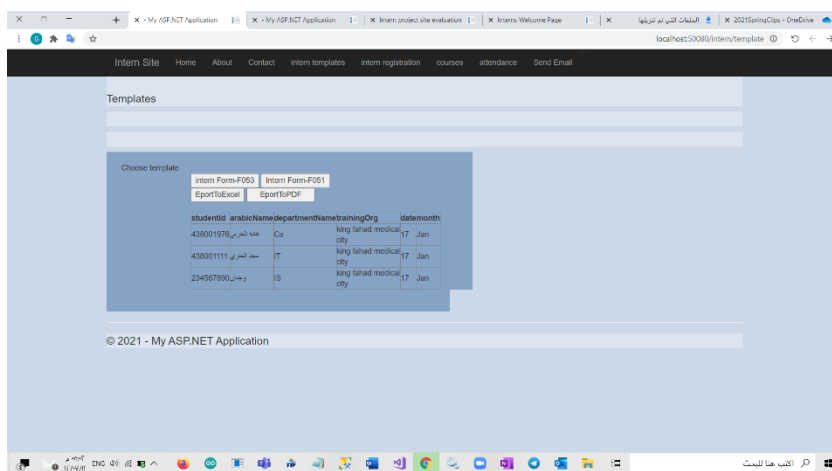 - My ASP.NET Application
- My ASP.NET Application
Intern project site evaluation
Interns Welcome Page
الملفات التي تم تنزيلها
2021SpringClips - OneDrive
localhost:50080/intern/template
Intern Site Home About Contact intern templates intern registration courses attendance Send Email
Templates
Choose template
intern Form-F053 Intern Form-F051
EportToExcel EportToPDF
studentId arabicName departmentName trainingOrg date month
438001976 Cs king fahad medical city 17 Jan
438001111 IT king fahad medical city 17 Jan
234567890 وجدان IS king fahad medical city 17 Jan
© 2021 - My ASP.NET Application
ENG
اكتب هنا للبحث